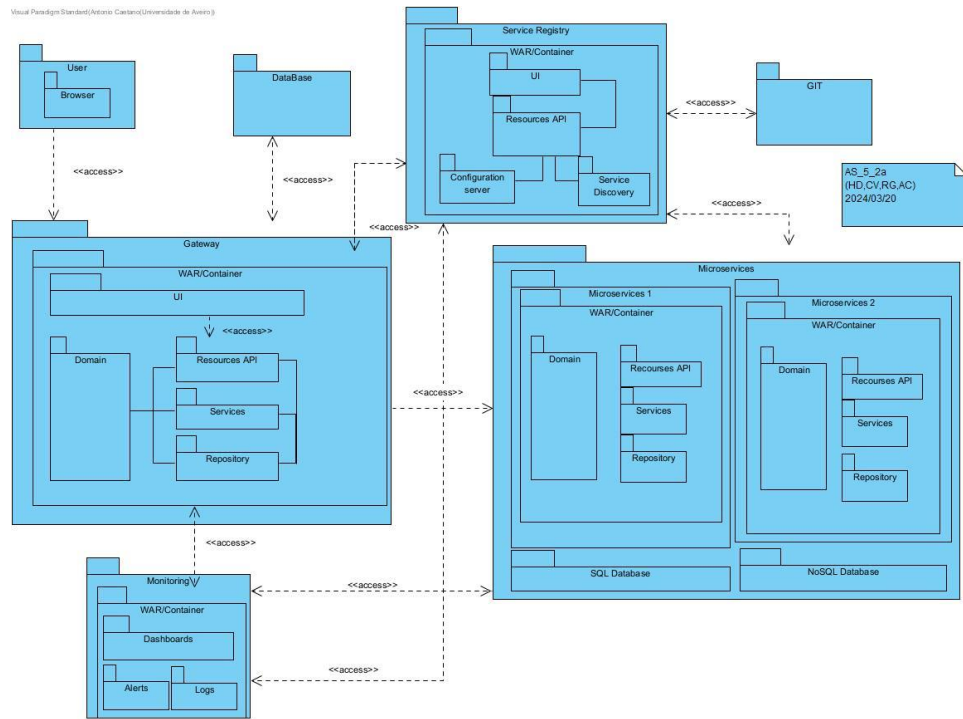 Visual Paradigm Standard(António Caetano(Universidade de Aveiro))
User
Browser
DataBase
Service Registry
WAR/Container
UI
Resources API
Configuration
server
Service
Discovery
GIT
<<access>>
<<access>>
<<access>>
<<access>>
<<access>>
<<access>>
AS_5_2a
(HD,CV,RG,AC)
2024/03/20
Gateway
WAR/Container
UI
<<access>>
Domain
Resources API
Services
Repository
<<access>>
Microservices
Microservices 1
WAR/Container
Domain
Recourses API
Services
Repository
Microservices 2
WAR/Container
Domain
Recourses API
Services
Repository
SQL Database
NoSQL Database
<<access>>
<<access>>
<<access>>
Monitoring
WAR/Container
Dashboards
Alerts
Logs